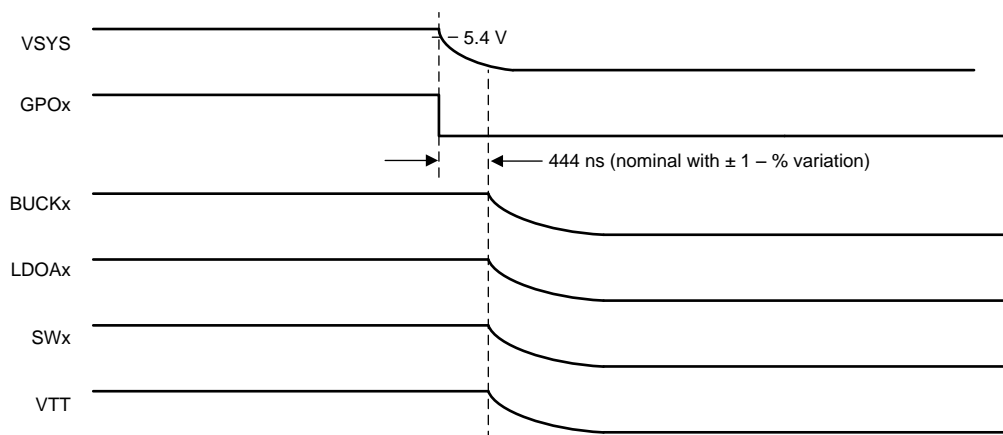 VSYS
5.4 V
GPOx
444 ns (nominal with ± 1 – % variation)
BUCKx
LDOAx
SWx
VTT